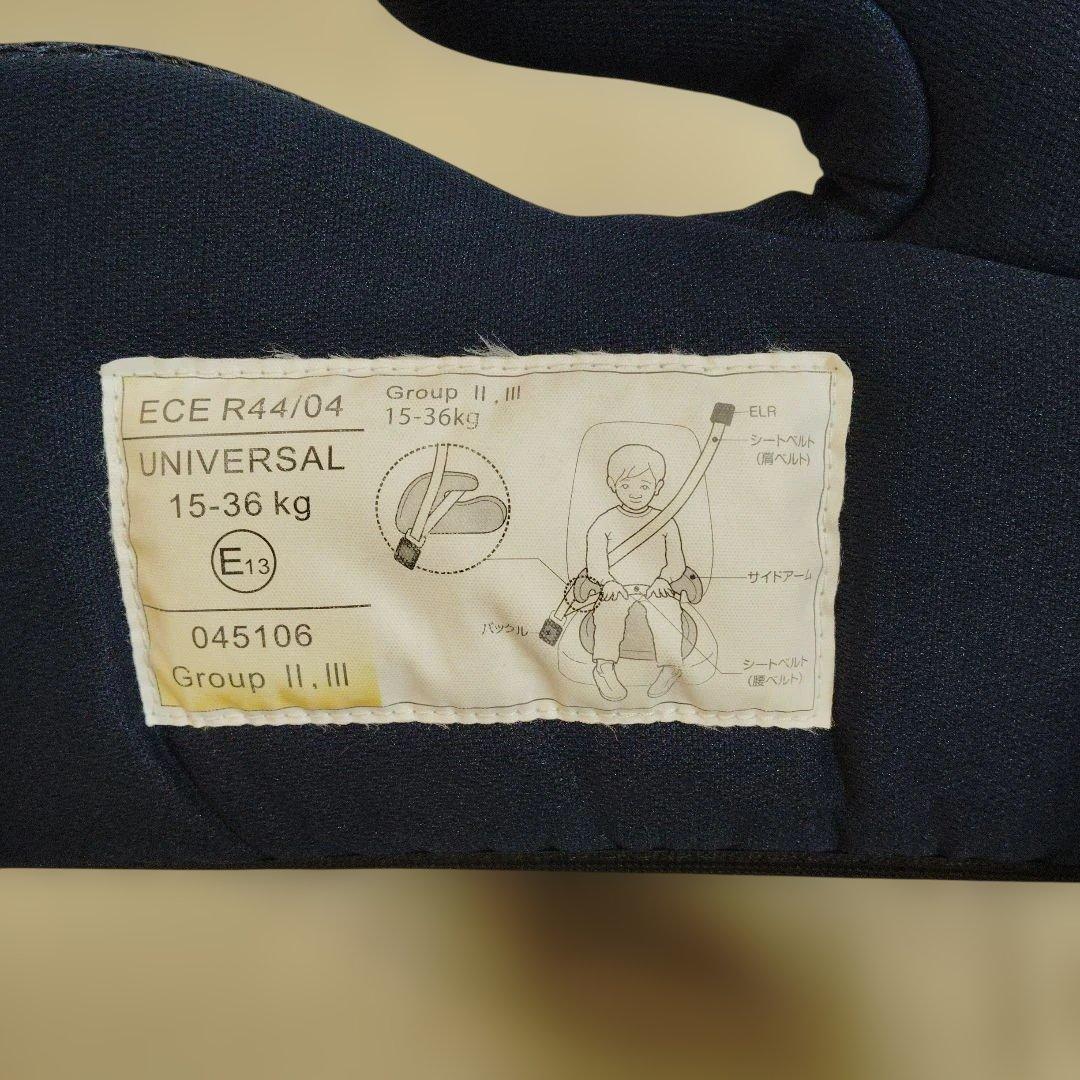 ECE R44/04
UNIVERSAL
15-36 kg
E13
045106
Group II, III
Group II, III
15-36kg
ELR
シートベルト
(肩ベルト)
サイドアーム
バックル
シートベルト
(腰ベルト)